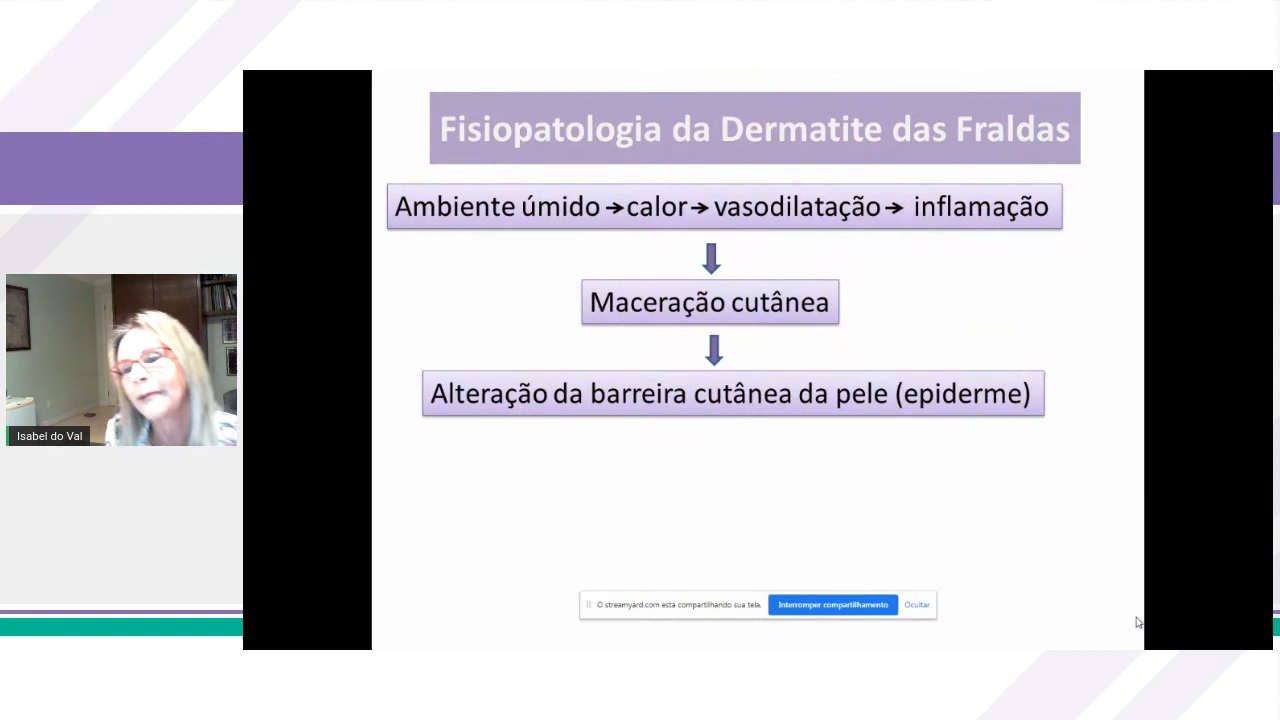 Fisiopatologia da Dermatite das Fraldas
Ambiente úmido → calor → vasodilatação → inflamação
Maceração cutânea
Alteração da barreira cutânea da pele (epiderme)
Isabel do Val
O streamyard.com está compartilhando sua tela. Interromper compartilhamento Ocultar